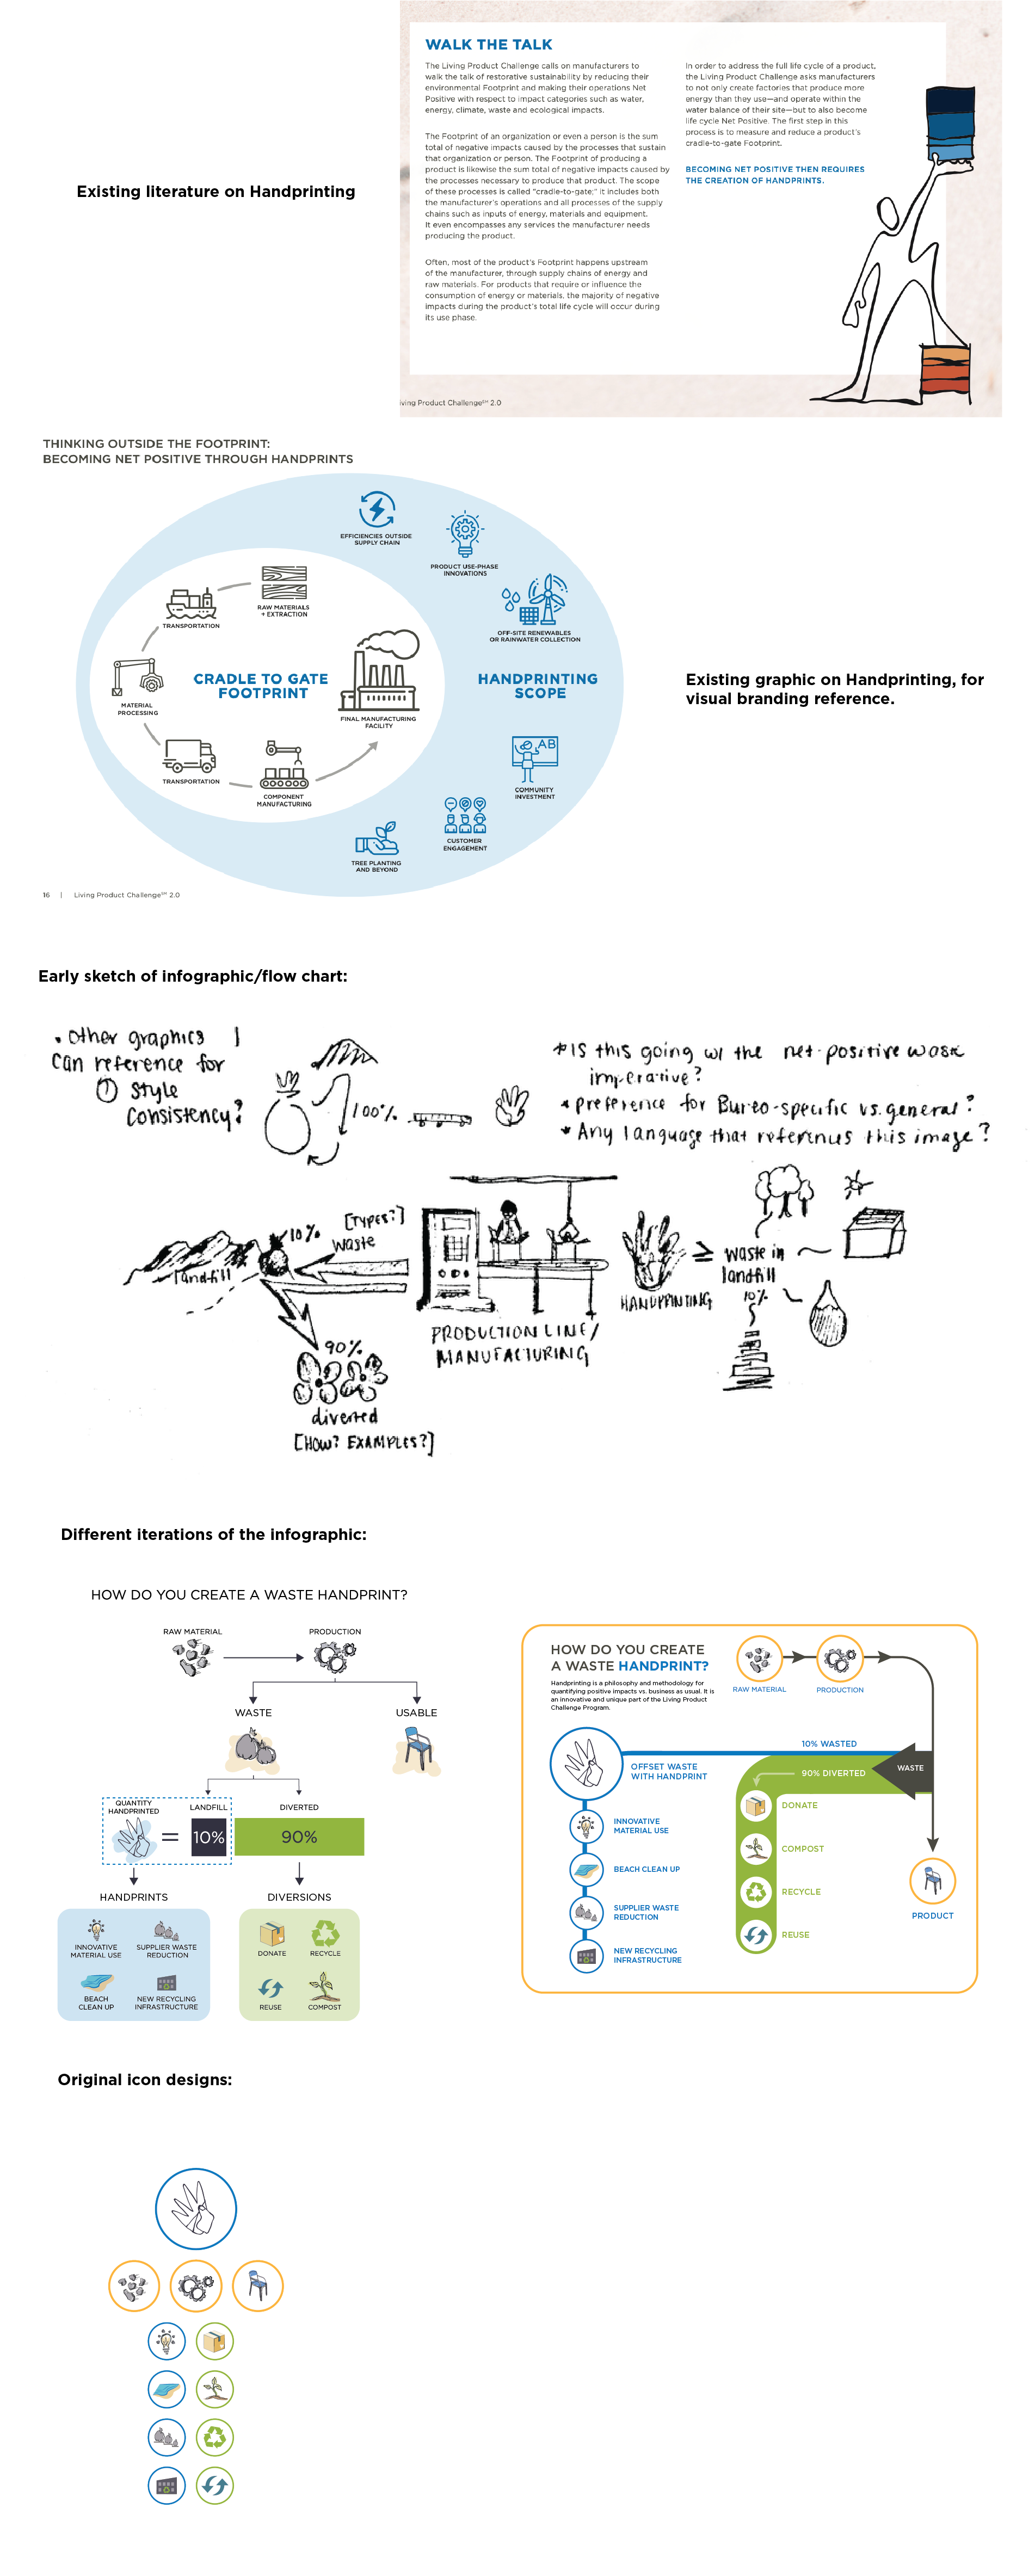 WALK THE TALK
The Living Product Challenge calls on manufacturers to
walk the talk of restorative sustainability by reducing their
environmental Footprint and making their operations Net
Positive with respect to impact categories such as water,
energy, climate, waste and ecological impacts.
The Footprint of an organization or even a person is the sum
total of negative impacts caused by the processes that sustain
that organization or person. The Footprint of producing a
product is likewise the sum total of negative impacts caused by
the processes necessary to produce that product. The scope
of these processes is called "cradle-to-gate;" it includes both
the manufacturer's operations and all processes of the supply
chains such as inputs of energy, materials and equipment.
It even encompasses any services the manufacturer needs
producing the product.
Often, most of the product's Footprint happens upstream
of the manufacturer, through supply chains of energy and
raw materials. For products that require or influence the
consumption of energy or materials, the majority of negative
impacts during the product's total life cycle will occur during
its use phase.
In order to address the full life cycle of a product,
the Living Product Challenge asks manufacturers
to not only create factories that produce more
energy than they use—and operate within the
water balance of their site—but to also become
life cycle Net Positive. The first step in this
process is to measure and reduce a product's
cradle-to-gate Footprint.
BECOMING NET POSITIVE THEN REQUIRES
THE CREATION OF HANDPRINTS.
Existing literature on Handprinting
iving Product Challenge℠ 2.0
THINKING OUTSIDE THE FOOTPRINT:
BECOMING NET POSITIVE THROUGH HANDPRINTS
EFFICIENCIES OUTSIDE
SUPPLY CHAIN
PRODUCT USE-PHASE
INNOVATIONS
RAW MATERIALS
+ EXTRACTION
TRANSPORTATION
OFF-SITE RENEWABLES
OR RAINWATER COLLECTION
CRADLE TO GATE
FOOTPRINT
HANDPRINTING
SCOPE
Existing graphic on Handprinting, for
visual branding reference.
MATERIAL
PROCESSING
FINAL MANUFACTURING
FACILITY
AB
TRANSPORTATION
COMPONENT
MANUFACTURING
COMMUNITY
INVESTMENT
CUSTOMER
ENGAGEMENT
TREE PLANTING
AND BEYOND
16 | Living Product Challenge℠ 2.0
Early sketch of infographic/flow chart:
• Other graphics I
Can reference for
style
consistency?
100%
* Is this going w/ the net-positive waste
imperative?
* preference for Bureo-specific vs. general?
* Any language that references this image?
10%
[TYPES?]
waste
landfill
HANDPRINTING
≥ waste in
landfill
10%
PRODUCTION LINE/
MANUFACTURING
90%
diverted
[HOW? EXAMPLES?]
Different iterations of the infographic:
HOW DO YOU CREATE A WASTE HANDPRINT?
RAW MATERIAL
PRODUCTION
WASTE
USABLE
QUANTITY
HANDPRINTED
LANDFILL
DIVERTED
=
10%
90%
HANDPRINTS
DIVERSIONS
INNOVATIVE
MATERIAL USE
SUPPLIER WASTE
REDUCTION
BEACH
CLEAN UP
NEW RECYCLING
INFRASTRUCTURE
DONATE
RECYCLE
REUSE
COMPOST
HOW DO YOU CREATE
A WASTE HANDPRINT?
Handprinting is a philosophy and methodology for
quantifying positive impacts vs. business as usual. It is
an innovative and unique part of the Living Product
Challenge Program.
RAW MATERIAL
PRODUCTION
10% WASTED
OFFSET WASTE
WITH HANDPRINT
90% DIVERTED
WASTE
DONATE
COMPOST
RECYCLE
REUSE
INNOVATIVE
MATERIAL USE
BEACH CLEAN UP
SUPPLIER WASTE
REDUCTION
NEW RECYCLING
INFRASTRUCTURE
PRODUCT
Original icon designs: